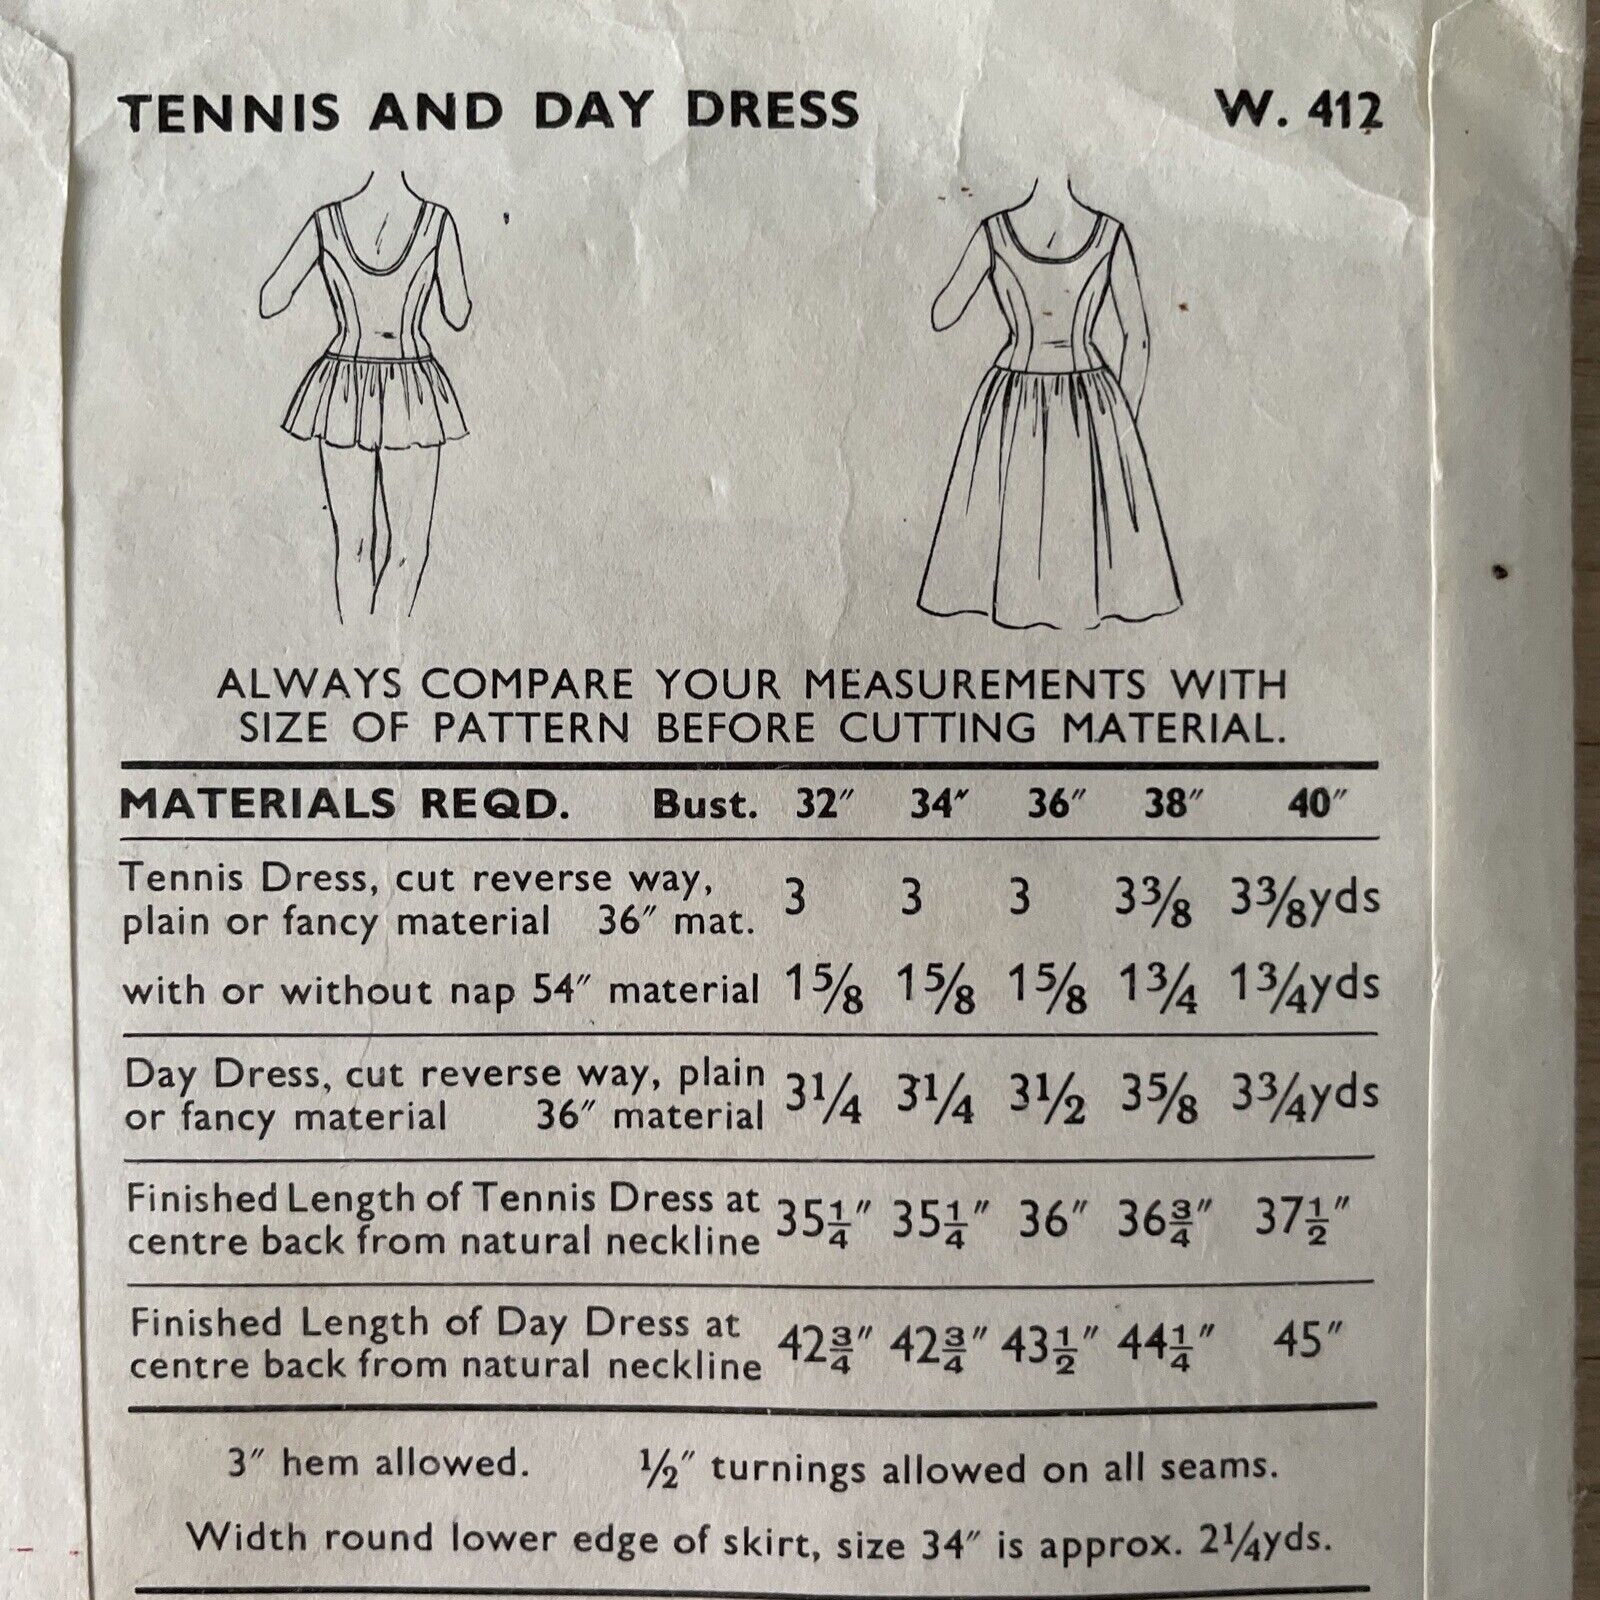 TENNIS AND DAY DRESS W. 412
ALWAYS COMPARE YOUR MEASUREMENTS WITH
SIZE OF PATTERN BEFORE CUTTING MATERIAL.
MATERIALS REQD. Bust. 32″ 34″ 36″ 38″ 40″
Tennis Dress, cut reverse way,
plain or fancy material 36″ mat. 3 3 3 3⅜ 3⅜yds
with or without nap 54″ material 1⅝ 1⅝ 1⅝ 1¾ 1¾yds
Day Dress, cut reverse way, plain
or fancy material 36″ material 3¼ 3¼ 3½ 3⅝ 3¾yds
Finished Length of Tennis Dress at
centre back from natural neckline 35¼″ 35¼″ 36″ 36¾″ 37½″
Finished Length of Day Dress at
centre back from natural neckline 42¾″ 42¾″ 43½″ 44¼″ 45″
3″ hem allowed. ½″ turnings allowed on all seams.
Width round lower edge of skirt, size 34″ is approx. 2¼yds.